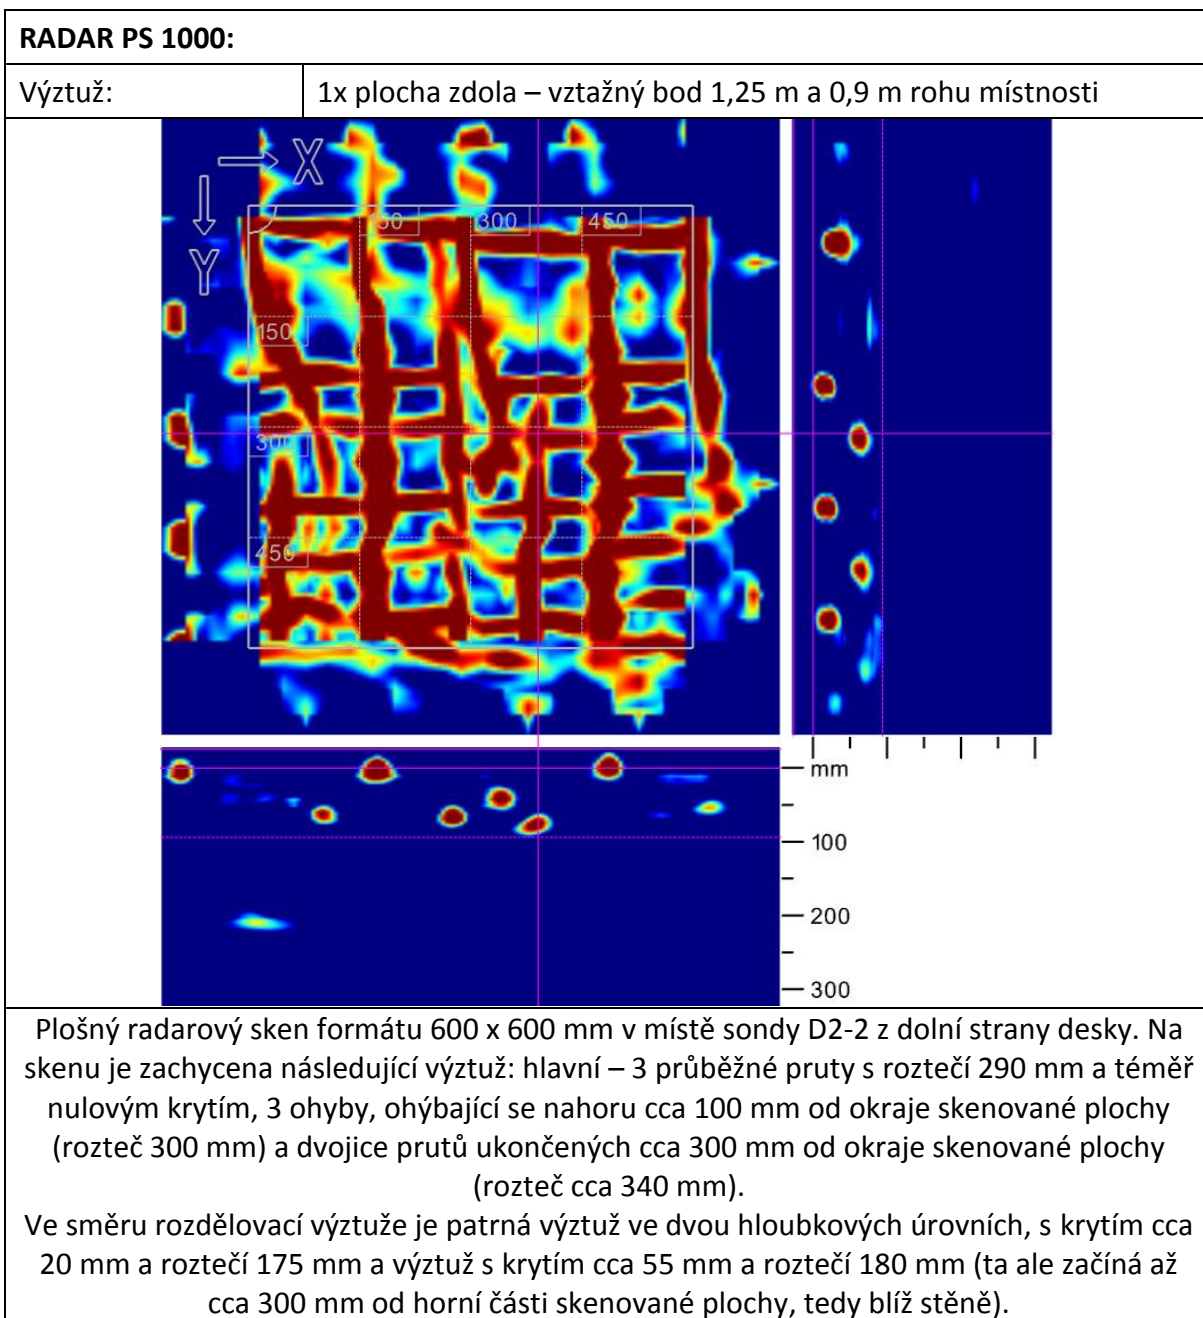 RADAR PS 1000:
Výztuž:
1x plocha zdola – vztažný bod 1,25 m a 0,9 m rohu místnosti
X
Y
150
300
450
150
300
450
mm
100
200
300
Plošný radarový sken formátu 600 x 600 mm v místě sondy D2-2 z dolní strany desky. Na
skenu je zachycena následující výztuž: hlavní – 3 průběžné pruty s roztečí 290 mm a téměř
nulovým krytím, 3 ohyby, ohýbající se nahoru cca 100 mm od okraje skenované plochy
(rozteč 300 mm) a dvojice prutů ukončených cca 300 mm od okraje skenované plochy
(rozteč cca 340 mm).
Ve směru rozdělovací výztuže je patrná výztuž ve dvou hloubkových úrovních, s krytím cca
20 mm a roztečí 175 mm a výztuž s krytím cca 55 mm a roztečí 180 mm (ta ale začíná až
cca 300 mm od horní části skenované plochy, tedy blíž stěně).